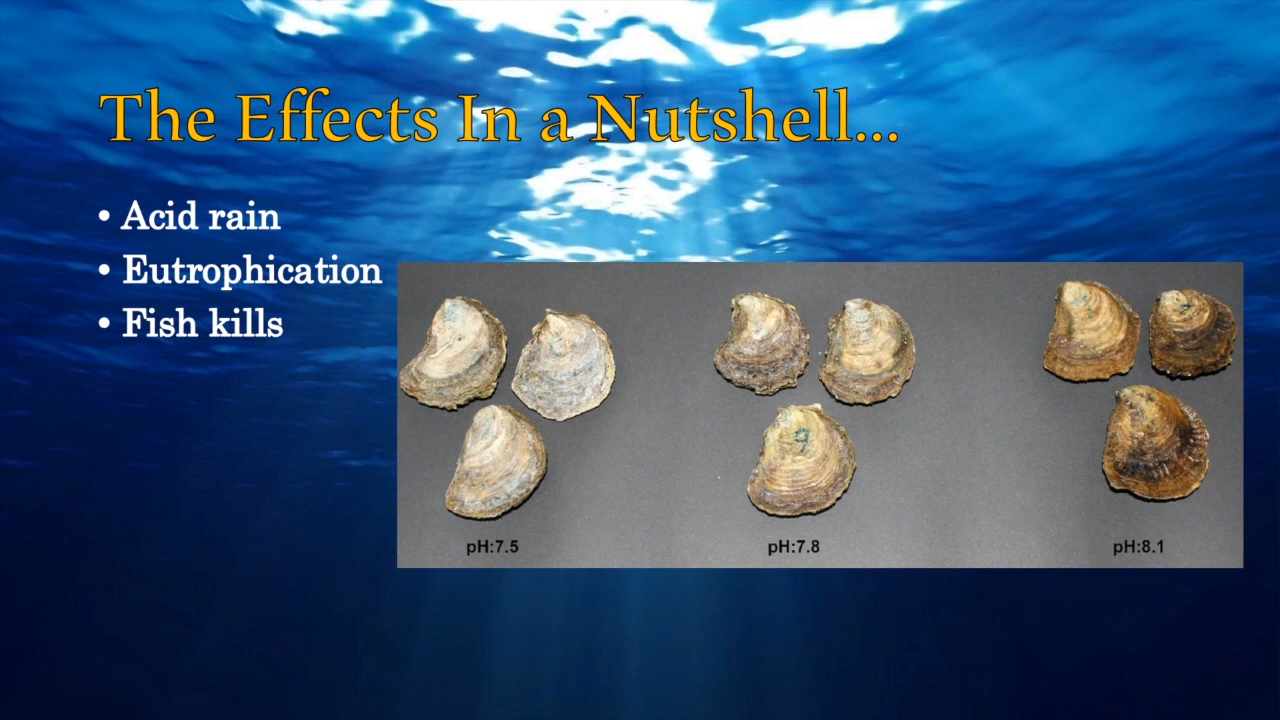 The Effects In a Nutshell...
• Acid rain
• Eutrophication
• Fish kills
pH:7.5 pH:7.8 pH:8.1